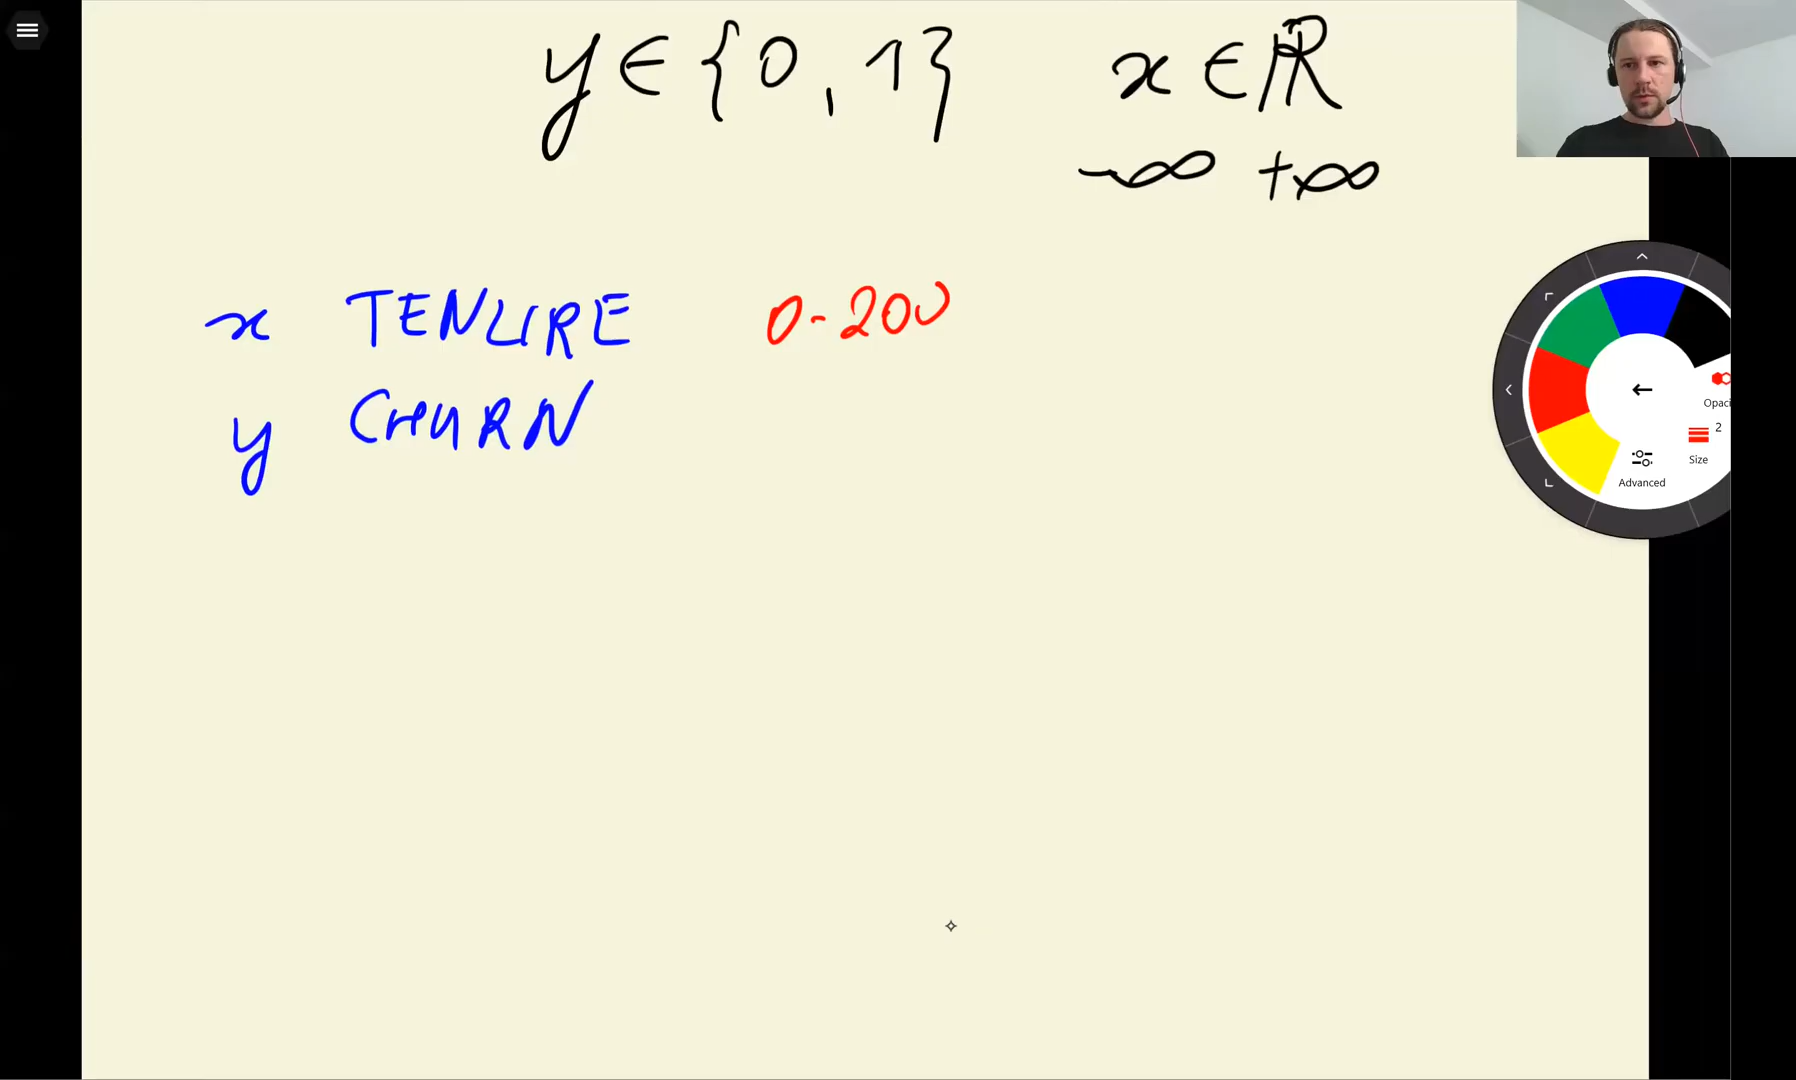 y ∈ {0, 1} x ∈ ℝ
-∞ +∞
x TENURE 0-200
y CHURN
Opaci
2
Size
Advanced